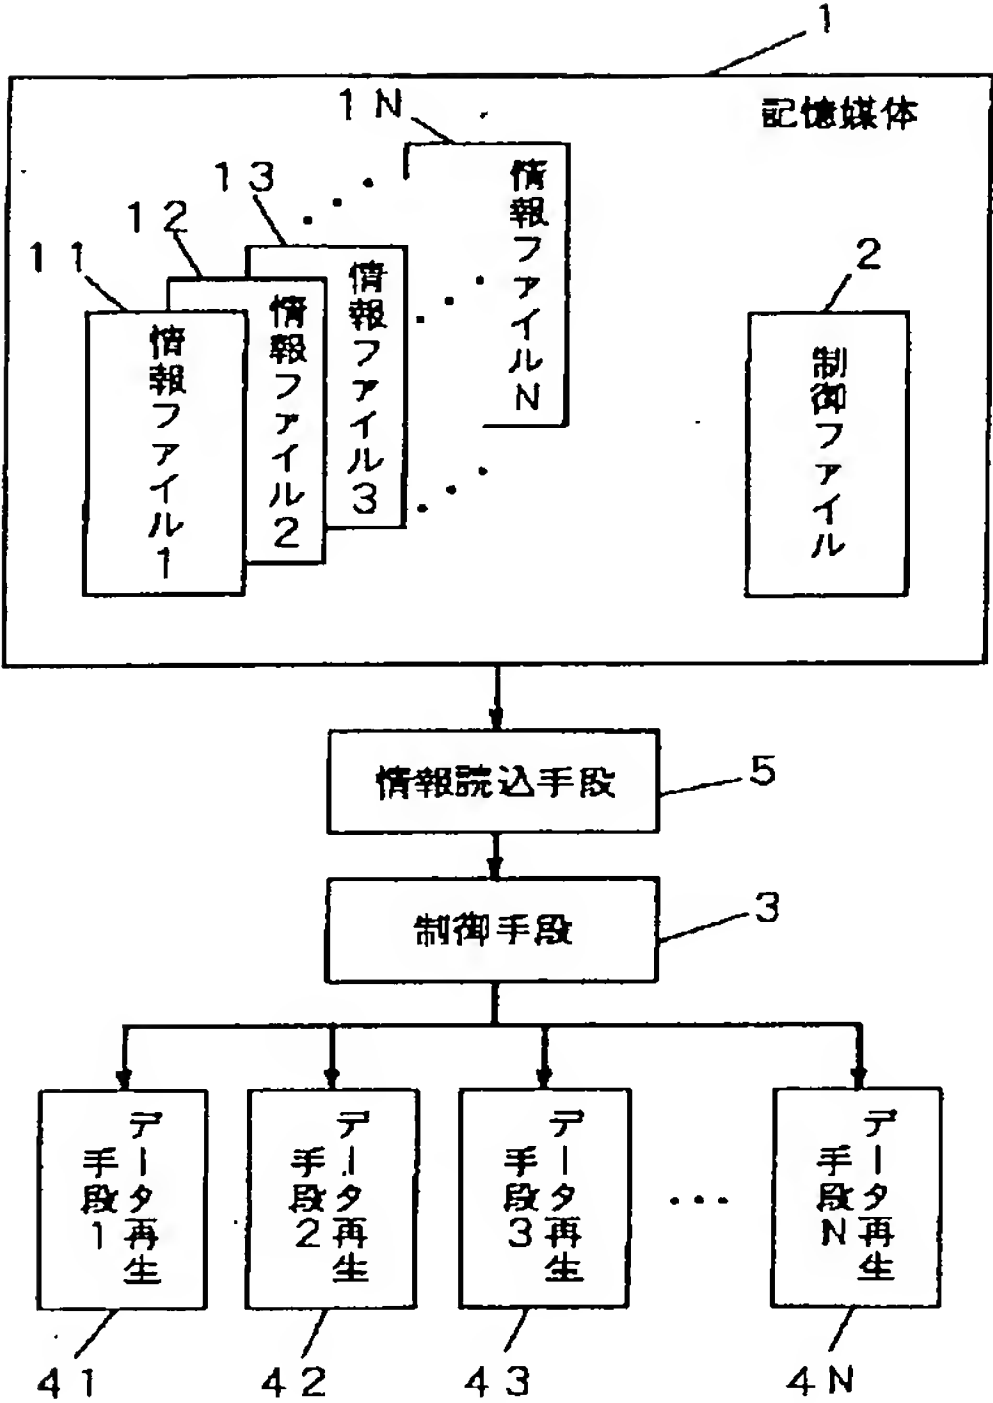 1
記憶媒体
1N
情報ファイルN
13
情報ファイル3
12
情報ファイル2
11
情報ファイル1
2
制御ファイル
情報読込手段
5
制御手段
3
データ再生
手段1
データ再生
手段2
データ再生
手段3
...
データ再生
手段N
41
42
43
4N